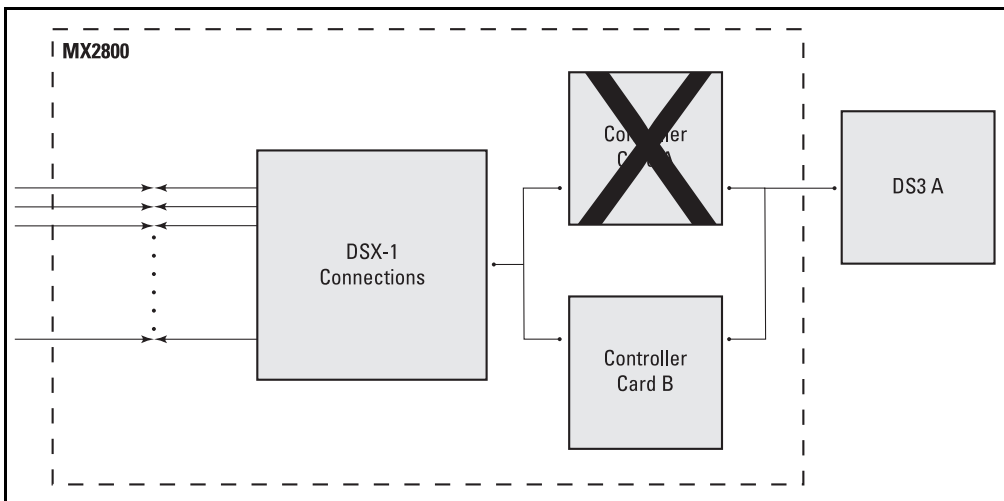 MX2800
DSX-1
Connections
Controller
Card B
DS3 A